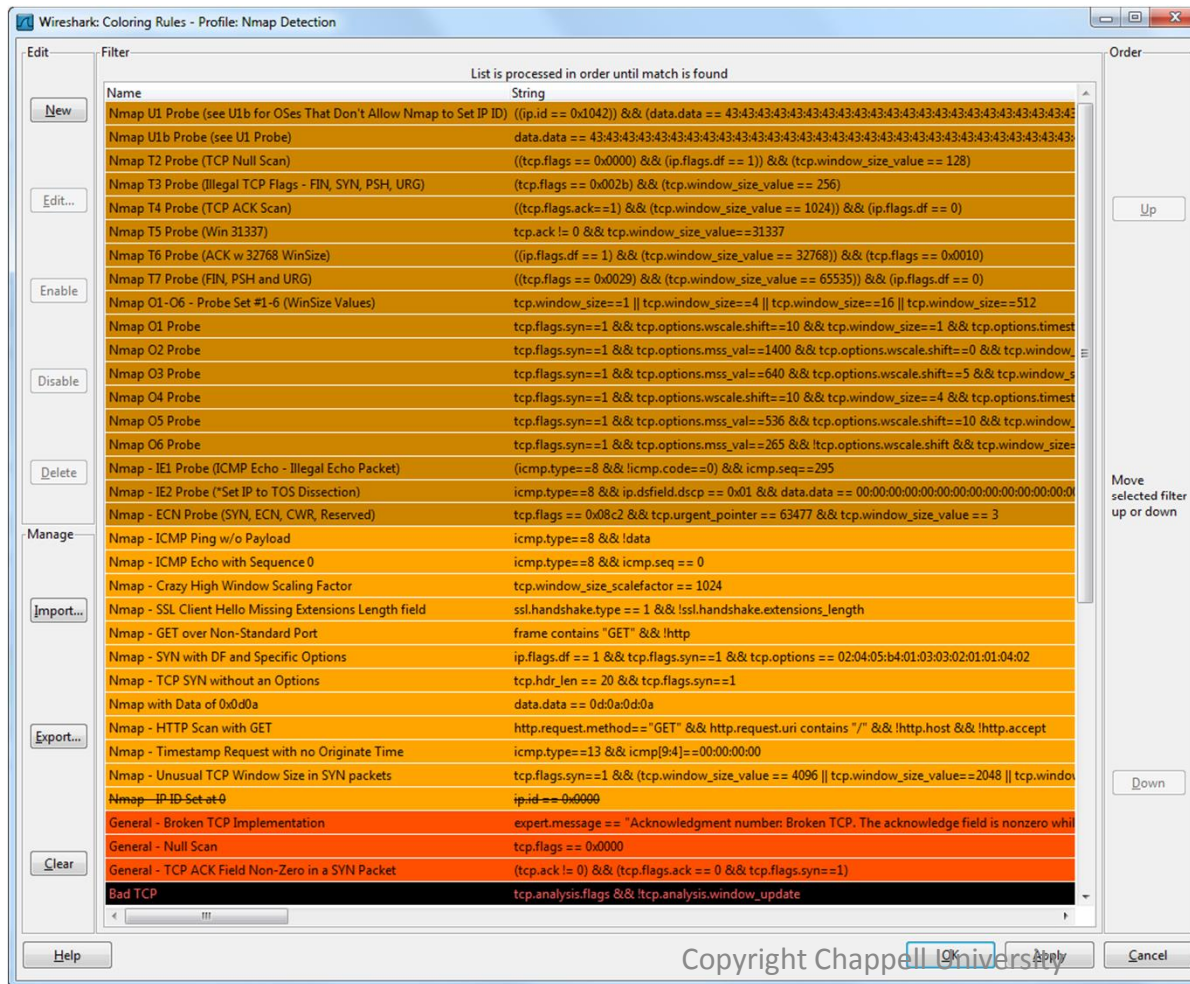 Wireshark: Coloring Rules - Profile: Nmap Detection
Edit
Filter
Order
List is processed in order until match is found
Name String
New
Edit...
Enable
Disable
Delete
Manage
Import...
Export...
Clear
Nmap U1 Probe (see U1b for OSes That Don't Allow Nmap to Set IP ID) ((ip.id == 0x1042)) && (data.data == 43:43:43:43:43:43:43:43:43:43:43:43:43:43:43:43:43:43:43:43:43:43
Nmap U1b Probe (see U1 Probe) data.data == 43:43:43:43:43:43:43:43:43:43:43:43:43:43:43:43:43:43:43:43:43:43:43:43:43:43:43:43:43:43:43:
Nmap T2 Probe (TCP Null Scan) ((tcp.flags == 0x0000) && (ip.flags.df == 1)) && (tcp.window_size_value == 128)
Nmap T3 Probe (Illegal TCP Flags - FIN, SYN, PSH, URG) (tcp.flags == 0x002b) && (tcp.window_size_value == 256)
Nmap T4 Probe (TCP ACK Scan) ((tcp.flags.ack==1) && (tcp.window_size_value == 1024)) && (ip.flags.df == 0)
Nmap T5 Probe (Win 31337) tcp.ack != 0 && tcp.window_size_value==31337
Nmap T6 Probe (ACK w 32768 WinSize) ((ip.flags.df == 1) && (tcp.window_size_value == 32768)) && (tcp.flags == 0x0010)
Nmap T7 Probe (FIN, PSH and URG) ((tcp.flags == 0x0029) && (tcp.window_size_value == 65535)) && (ip.flags.df == 0)
Nmap O1-O6 - Probe Set #1-6 (WinSize Values) tcp.window_size==1 || tcp.window_size==4 || tcp.window_size==16 || tcp.window_size==512
Nmap O1 Probe tcp.flags.syn==1 && tcp.options.wscale.shift==10 && tcp.window_size==1 && tcp.options.timest
Nmap O2 Probe tcp.flags.syn==1 && tcp.options.mss_val==1400 && tcp.options.wscale.shift==0 && tcp.window_
Nmap O3 Probe tcp.flags.syn==1 && tcp.options.mss_val==640 && tcp.options.wscale.shift==5 && tcp.window_s
Nmap O4 Probe tcp.flags.syn==1 && tcp.options.wscale.shift==10 && tcp.window_size==4 && tcp.options.timest
Nmap O5 Probe tcp.flags.syn==1 && tcp.options.mss_val==536 && tcp.options.wscale.shift==10 && tcp.window_
Nmap O6 Probe tcp.flags.syn==1 && tcp.options.mss_val==265 && !tcp.options.wscale.shift && tcp.window_size=
Nmap - IE1 Probe (ICMP Echo - Illegal Echo Packet) (icmp.type==8 && !icmp.code==0) && icmp.seq==295
Nmap - IE2 Probe (*Set IP to TOS Dissection) icmp.type==8 && ip.dsfield.dscp == 0x01 && data.data == 00:00:00:00:00:00:00:00:00:00:00:00:00
Nmap - ECN Probe (SYN, ECN, CWR, Reserved) tcp.flags == 0x08c2 && tcp.urgent_pointer == 63477 && tcp.window_size_value == 3
Nmap - ICMP Ping w/o Payload icmp.type==8 && !data
Nmap - ICMP Echo with Sequence 0 icmp.type==8 && icmp.seq == 0
Nmap - Crazy High Window Scaling Factor tcp.window_size_scalefactor == 1024
Nmap - SSL Client Hello Missing Extensions Length field ssl.handshake.type == 1 && !ssl.handshake.extensions_length
Nmap - GET over Non-Standard Port frame contains "GET" && !http
Nmap - SYN with DF and Specific Options ip.flags.df == 1 && tcp.flags.syn==1 && tcp.options == 02:04:05:b4:01:03:03:02:01:01:04:02
Nmap - TCP SYN without an Options tcp.hdr_len == 20 && tcp.flags.syn==1
Nmap with Data of 0x0d0a data.data == 0d:0a:0d:0a
Nmap - HTTP Scan with GET http.request.method=="GET" && http.request.uri contains "/" && !http.host && !http.accept
Nmap - Timestamp Request with no Originate Time icmp.type==13 && icmp[9:4]==00:00:00:00
Nmap - Unusual TCP Window Size in SYN packets tcp.flags.syn==1 && (tcp.window_size_value == 4096 || tcp.window_size_value==2048 || tcp.windov
Nmap - IP ID Set at 0 ip.id == 0x0000
General - Broken TCP Implementation expert.message == "Acknowledgment number: Broken TCP. The acknowledge field is nonzero whil
General - Null Scan tcp.flags == 0x0000
General - TCP ACK Field Non-Zero in a SYN Packet (tcp.ack != 0) && (tcp.flags.ack == 0 && tcp.flags.syn==1)
Bad TCP tcp.analysis.flags && !tcp.analysis.window_update
Up
Move
selected filter
up or down
Down
Help
OK
Apply
Cancel
Copyright Chappell University